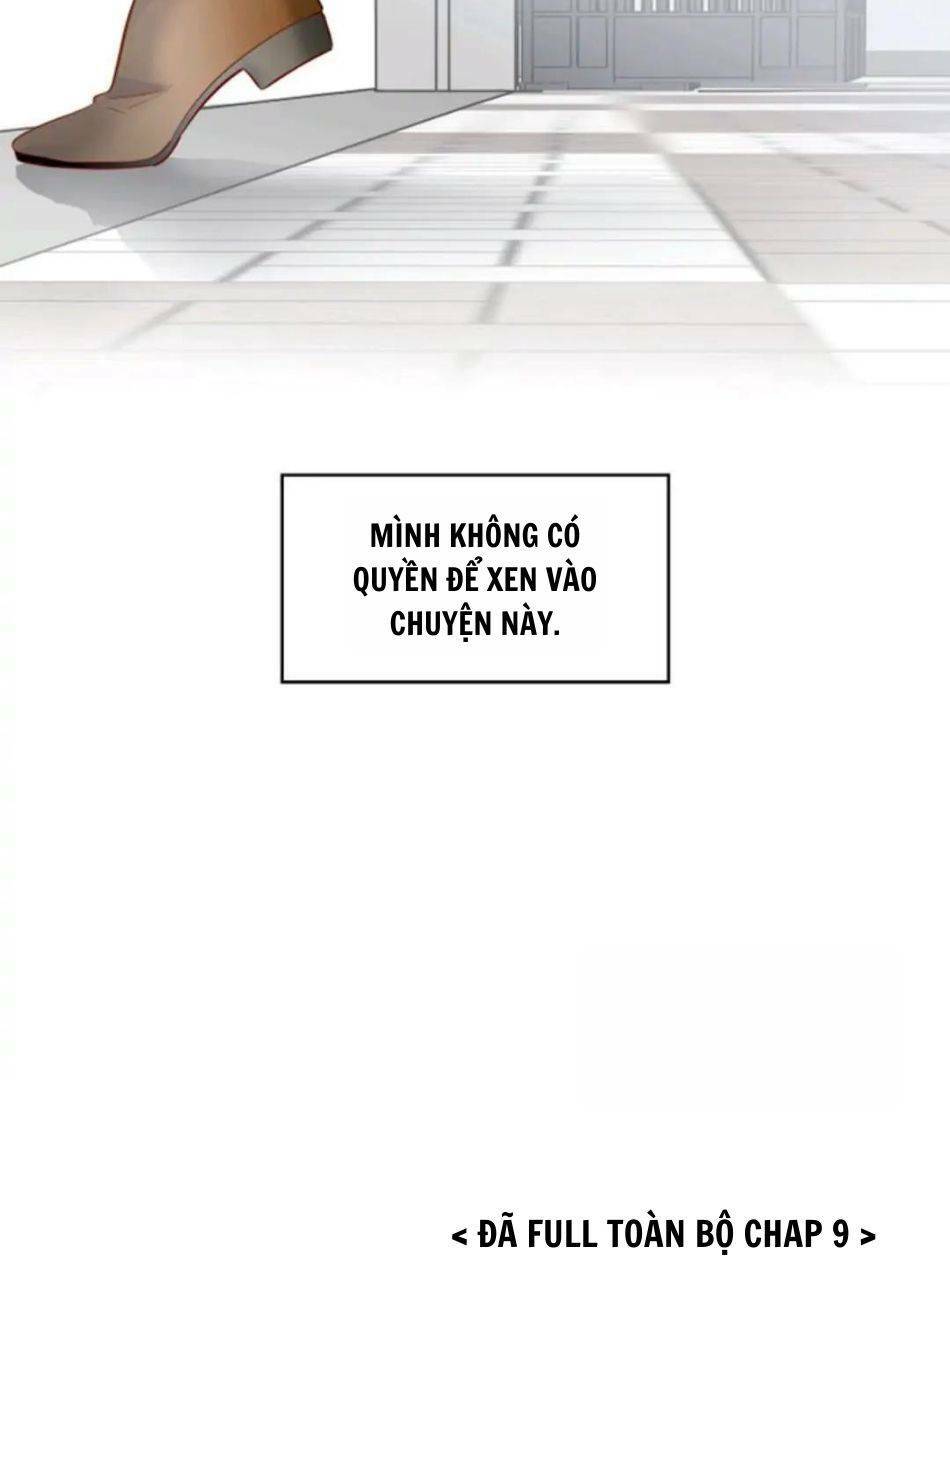 MÌNH KHÔNG CÓ
QUYỀN ĐỂ XEN VÀO
CHUYỆN NÀY.
< ĐÃ FULL TOÀN BỘ CHAP 9 >